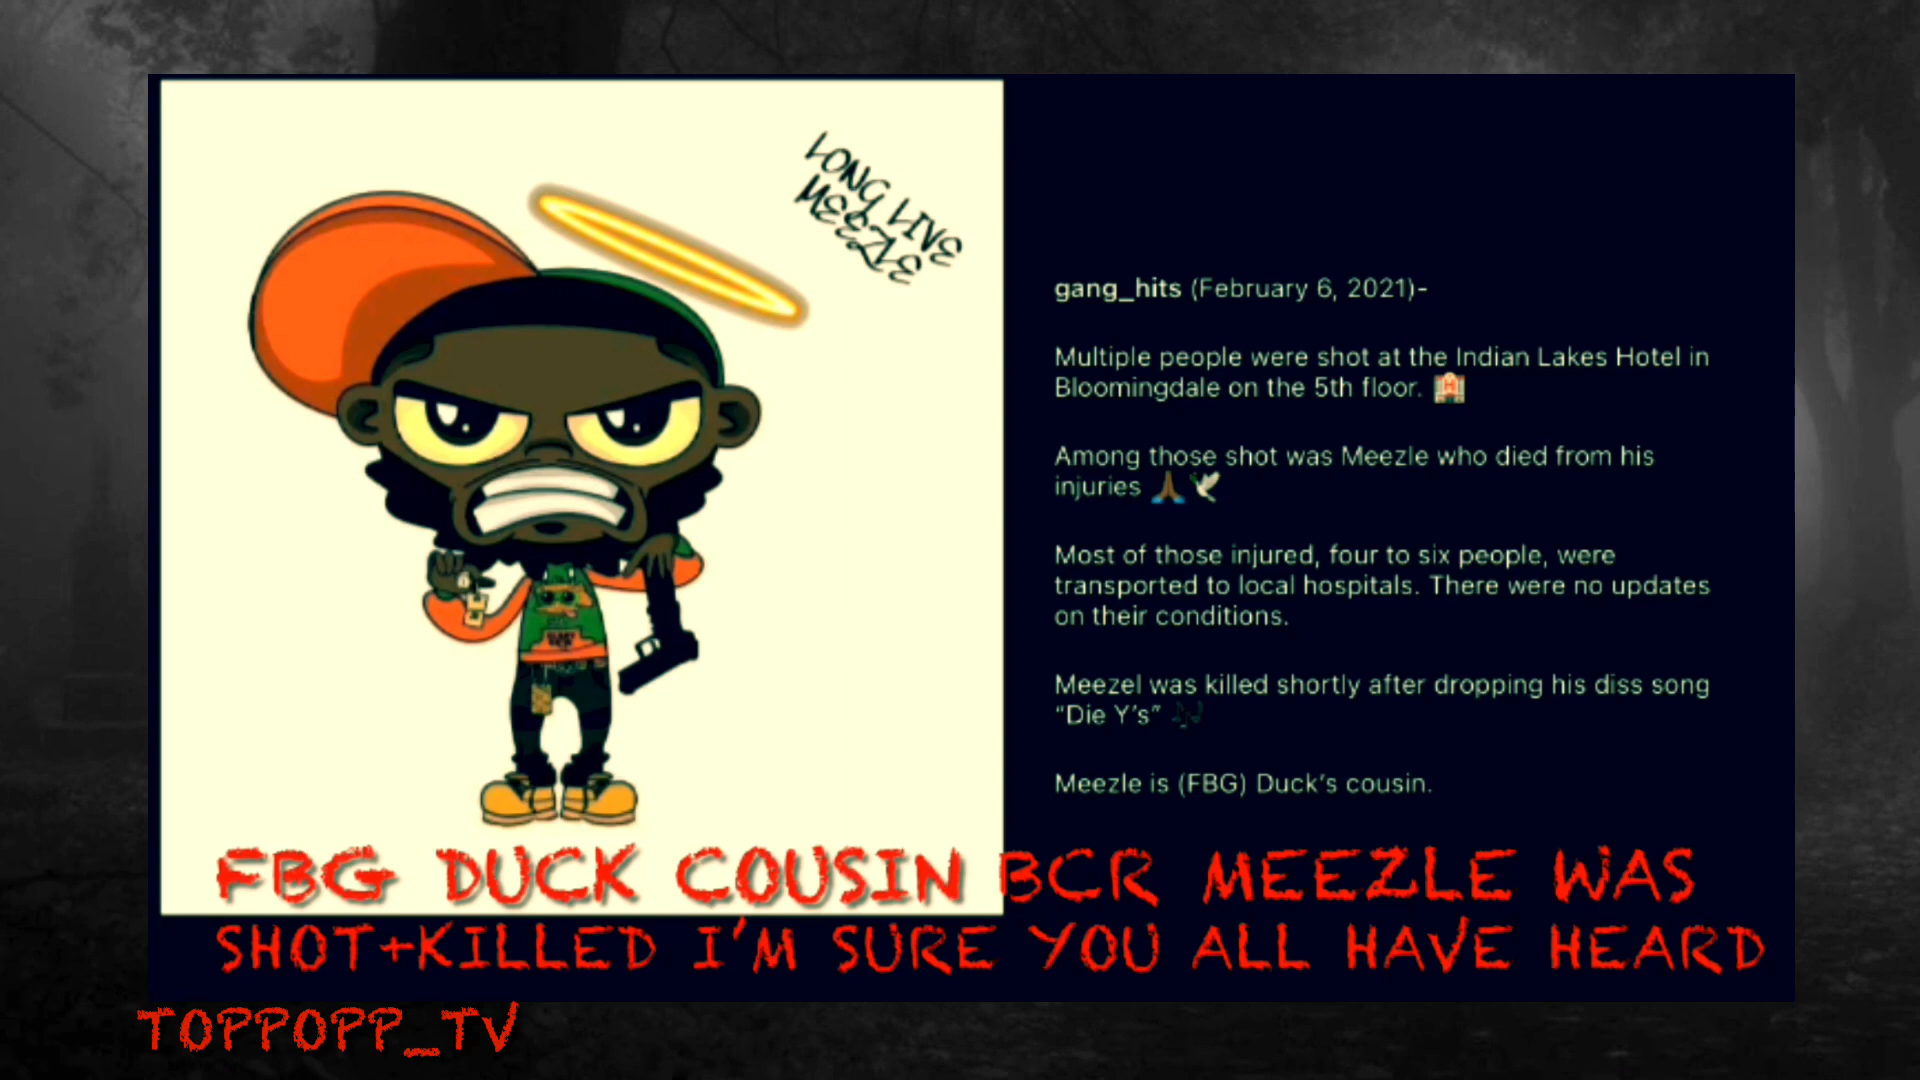 LONG LIVE
MEEZLE
gang_hits (February 6, 2021)-
Multiple people were shot at the Indian Lakes Hotel in
Bloomingdale on the 5th floor. 🏨
Among those shot was Meezle who died from his
injuries 🙏🏾🕊
Most of those injured, four to six people, were
transported to local hospitals. There were no updates
on their conditions.
Meezel was killed shortly after dropping his diss song
“Die Y’s” 🎶
Meezle is (FBG) Duck’s cousin.
FBG DUCK COUSIN BCR MEEZLE WAS
SHOT+KILLED I'M SURE YOU ALL HAVE HEARD
TOPPOPP_TV